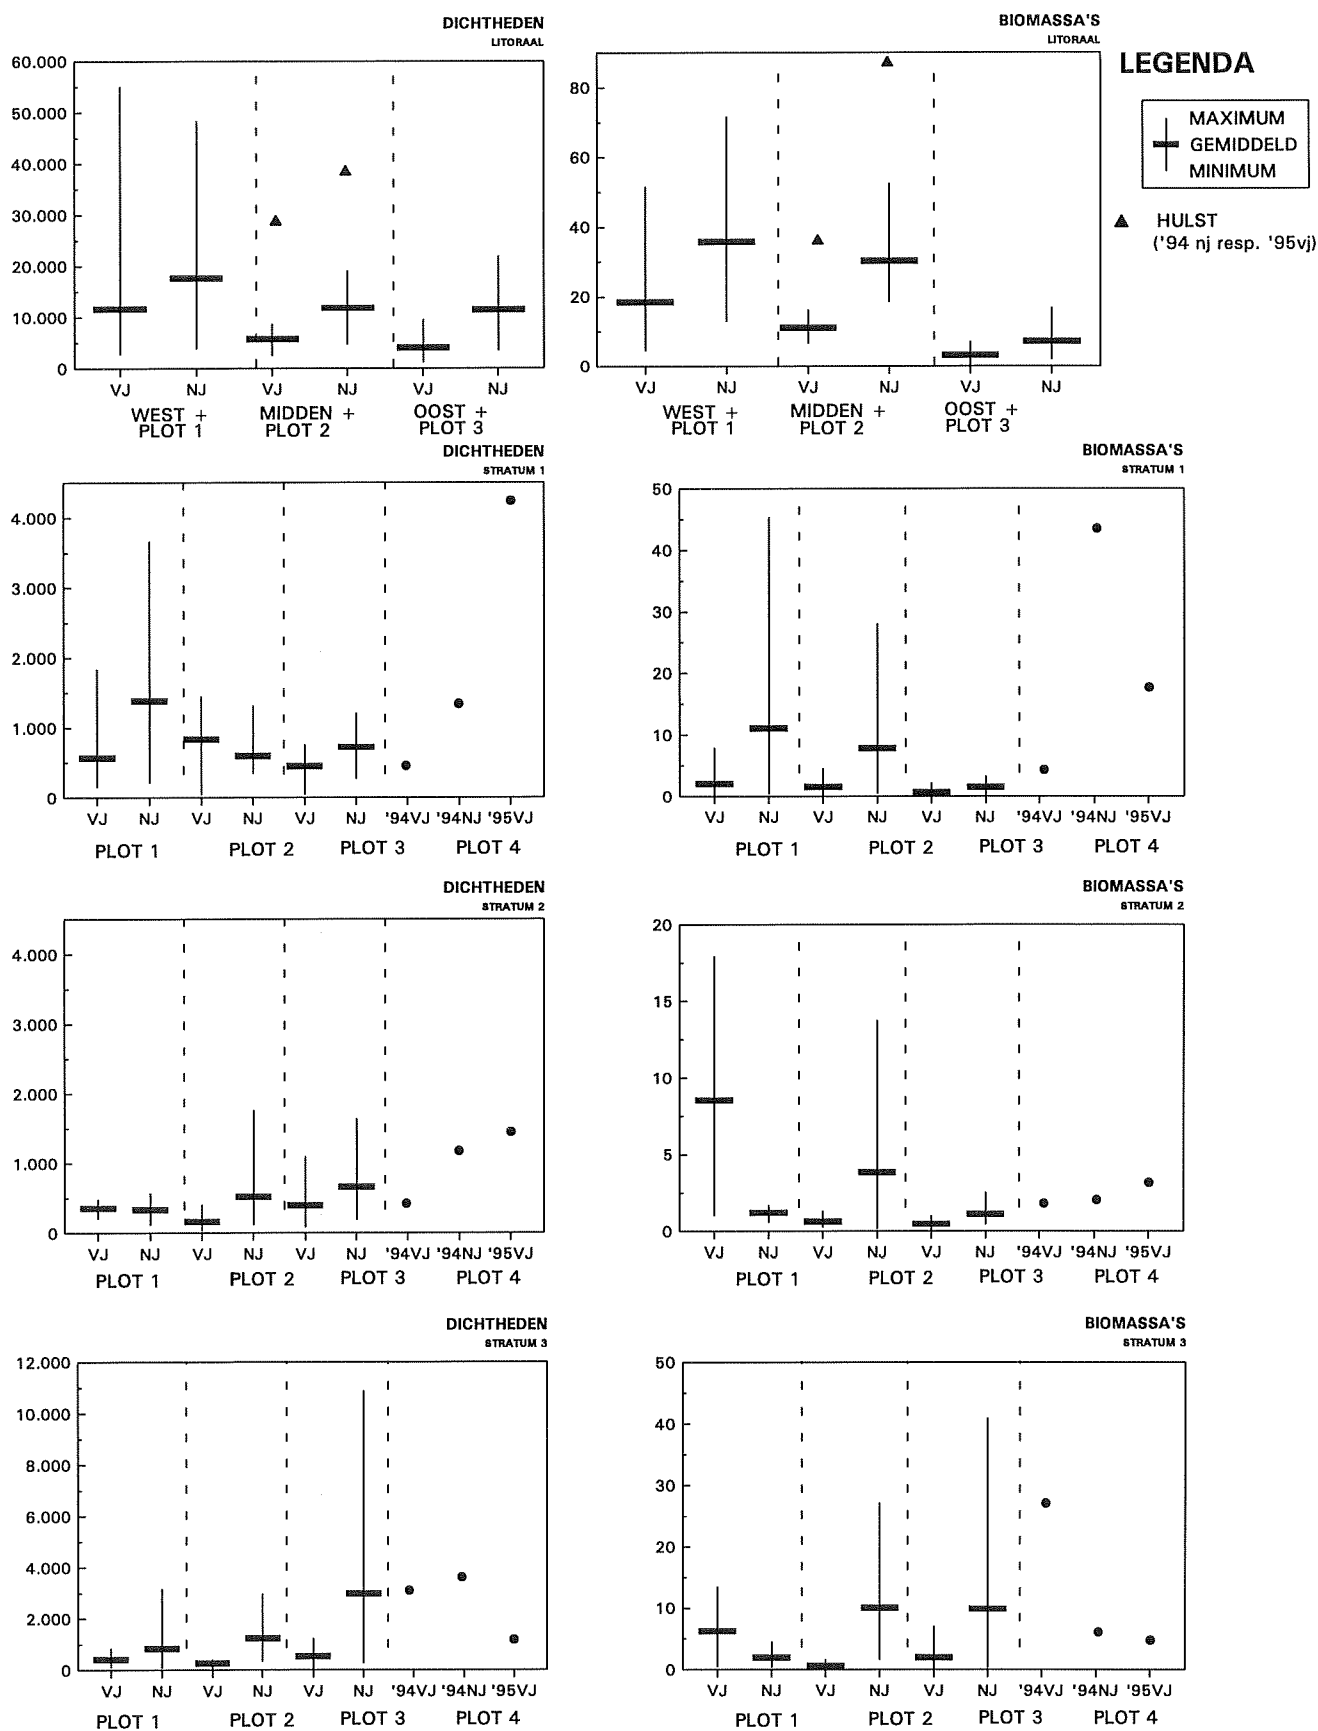 DICHTHEDEN
LITORAAL
60.000
50.000
40.000
30.000
20.000
10.000
0
VJ NJ VJ NJ VJ NJ
WEST + MIDDEN + OOST +
PLOT 1 PLOT 2 PLOT 3
BIOMASSA'S
LITORAAL
80
60
40
20
0
VJ NJ VJ NJ VJ NJ
WEST + MIDDEN + OOST +
PLOT 1 PLOT 2 PLOT 3
LEGENDA
MAXIMUM
GEMIDDELD
MINIMUM
HULST
('94 nj resp. '95vj)
DICHTHEDEN
STRATUM 1
4.000
3.000
2.000
1.000
0
VJ NJ VJ NJ VJ NJ '94VJ '94NJ '95VJ
PLOT 1 PLOT 2 PLOT 3 PLOT 4
BIOMASSA'S
STRATUM 1
50
40
30
20
10
0
VJ NJ VJ NJ VJ NJ '94VJ '94NJ '95VJ
PLOT 1 PLOT 2 PLOT 3 PLOT 4
DICHTHEDEN
STRATUM 2
4.000
3.000
2.000
1.000
0
VJ NJ VJ NJ VJ NJ '94VJ '94NJ '95VJ
PLOT 1 PLOT 2 PLOT 3 PLOT 4
BIOMASSA'S
STRATUM 2
20
15
10
5
0
VJ NJ VJ NJ VJ NJ '94VJ '94NJ '95VJ
PLOT 1 PLOT 2 PLOT 3 PLOT 4
DICHTHEDEN
STRATUM 3
12.000
10.000
8.000
6.000
4.000
2.000
0
VJ NJ VJ NJ VJ NJ '94VJ '94NJ '95VJ
PLOT 1 PLOT 2 PLOT 3 PLOT 4
BIOMASSA'S
STRATUM 3
50
40
30
20
10
0
VJ NJ VJ NJ VJ NJ '94VJ '94NJ '95VJ
PLOT 1 PLOT 2 PLOT 3 PLOT 4